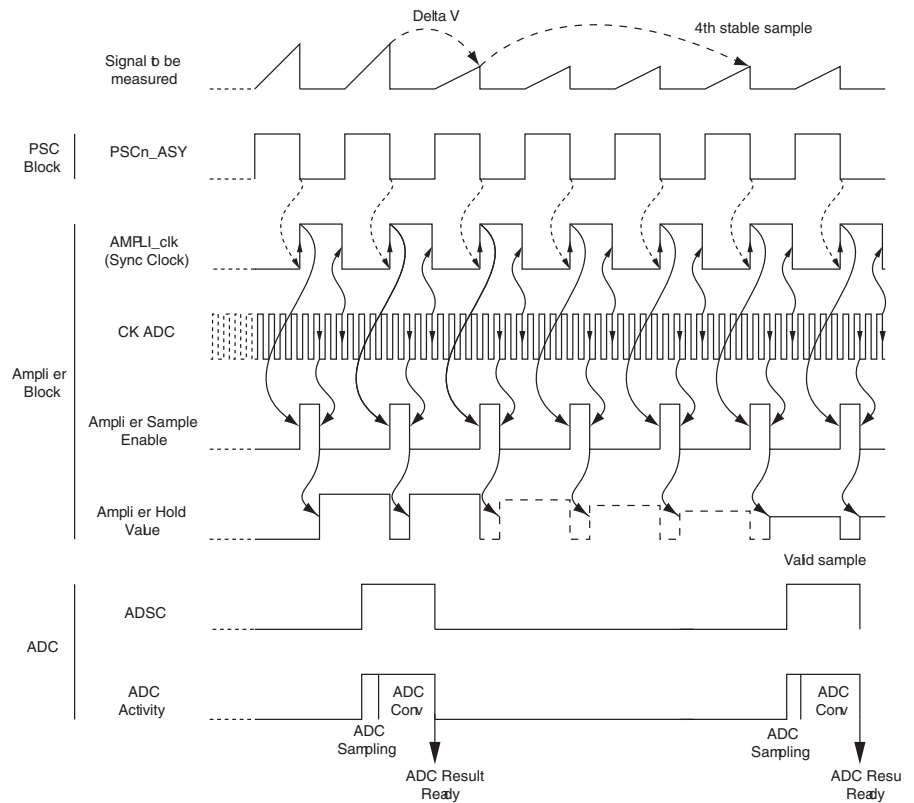 Delta V
4th stable sample
Signal to be
measured
PSC
Block
PSCn_ASY
AMPLI_clk
(Sync Clock)
CK ADC
Ampli er
Block
Ampli er Sample
Enable
Ampli er Hold
Value
Valid sample
ADSC
ADC
ADC
Activity
ADC
Conv
ADC
Conv
ADC
Sampling
ADC
Sampling
ADC Result
Ready
ADC Resu
Ready